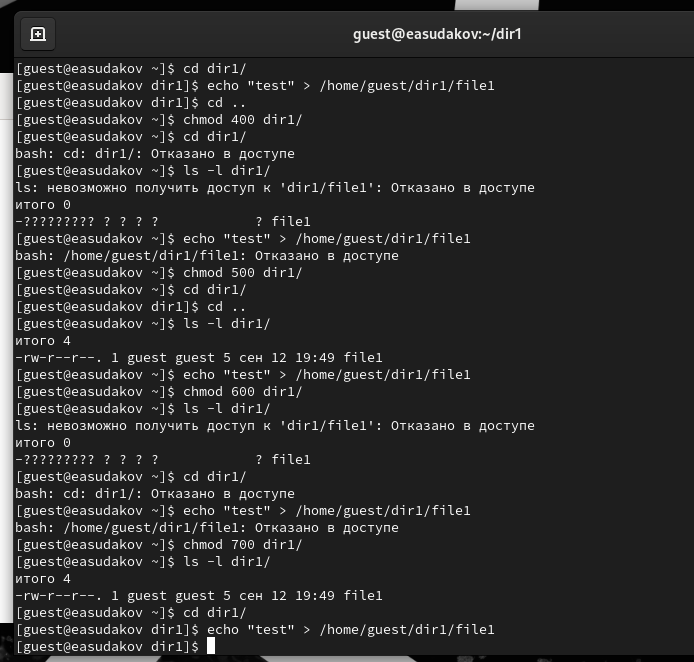 guest@easudakov:~/dir1
[guest@easudakov ~]$ cd dir1/
[guest@easudakov dir1]$ echo "test" > /home/guest/dir1/file1
[guest@easudakov dir1]$ cd ..
[guest@easudakov ~]$ chmod 400 dir1/
[guest@easudakov ~]$ cd dir1/
bash: cd: dir1/: Отказано в доступе
[guest@easudakov ~]$ ls -l dir1/
ls: невозможно получить доступ к 'dir1/file1': Отказано в доступе
итого 0
-????????? ? ? ? ?            ? file1
[guest@easudakov ~]$ echo "test" > /home/guest/dir1/file1
bash: /home/guest/dir1/file1: Отказано в доступе
[guest@easudakov ~]$ chmod 500 dir1/
[guest@easudakov ~]$ cd dir1/
[guest@easudakov dir1]$ cd ..
[guest@easudakov ~]$ ls -l dir1/
итого 4
-rw-r--r--. 1 guest guest 5 сен 12 19:49 file1
[guest@easudakov ~]$ echo "test" > /home/guest/dir1/file1
[guest@easudakov ~]$ chmod 600 dir1/
[guest@easudakov ~]$ ls -l dir1/
ls: невозможно получить доступ к 'dir1/file1': Отказано в доступе
итого 0
-????????? ? ? ? ?            ? file1
[guest@easudakov ~]$ cd dir1/
bash: cd: dir1/: Отказано в доступе
[guest@easudakov ~]$ echo "test" > /home/guest/dir1/file1
bash: /home/guest/dir1/file1: Отказано в доступе
[guest@easudakov ~]$ chmod 700 dir1/
[guest@easudakov ~]$ ls -l dir1/
итого 4
-rw-r--r--. 1 guest guest 5 сен 12 19:49 file1
[guest@easudakov ~]$ cd dir1/
[guest@easudakov dir1]$ echo "test" > /home/guest/dir1/file1
[guest@easudakov dir1]$